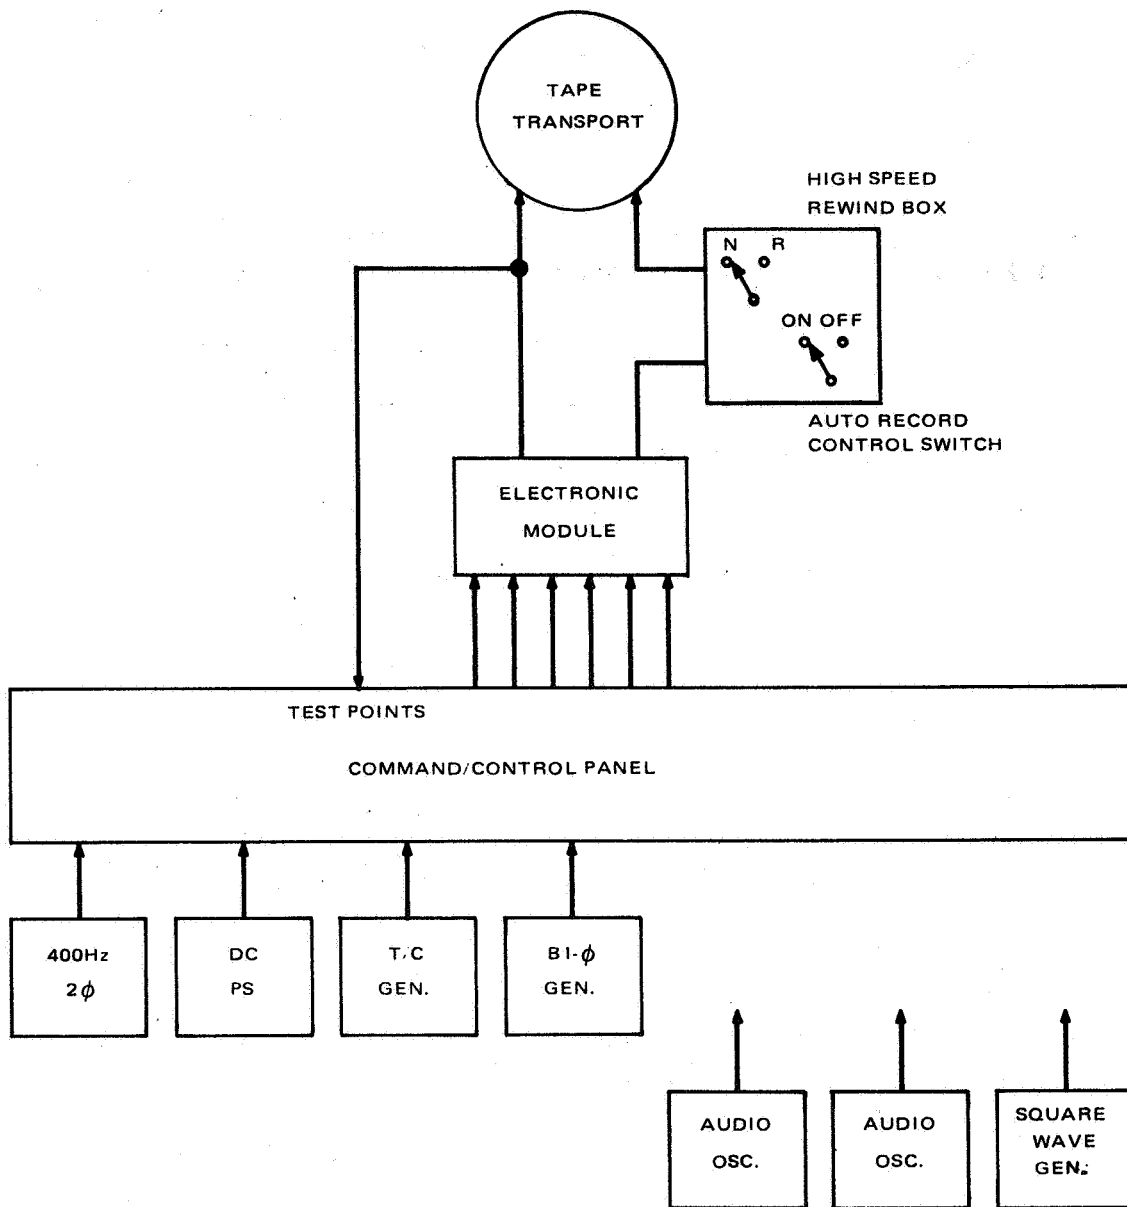 TAPE
TRANSPORT
HIGH SPEED
REWIND BOX
N R
ON OFF
AUTO RECORD
CONTROL SWITCH
ELECTRONIC
MODULE
TEST POINTS
COMMAND/CONTROL PANEL
400Hz
2φ
DC
PS
T/C
GEN.
BI-φ
GEN.
AUDIO
OSC.
AUDIO
OSC.
SQUARE
WAVE
GEN.